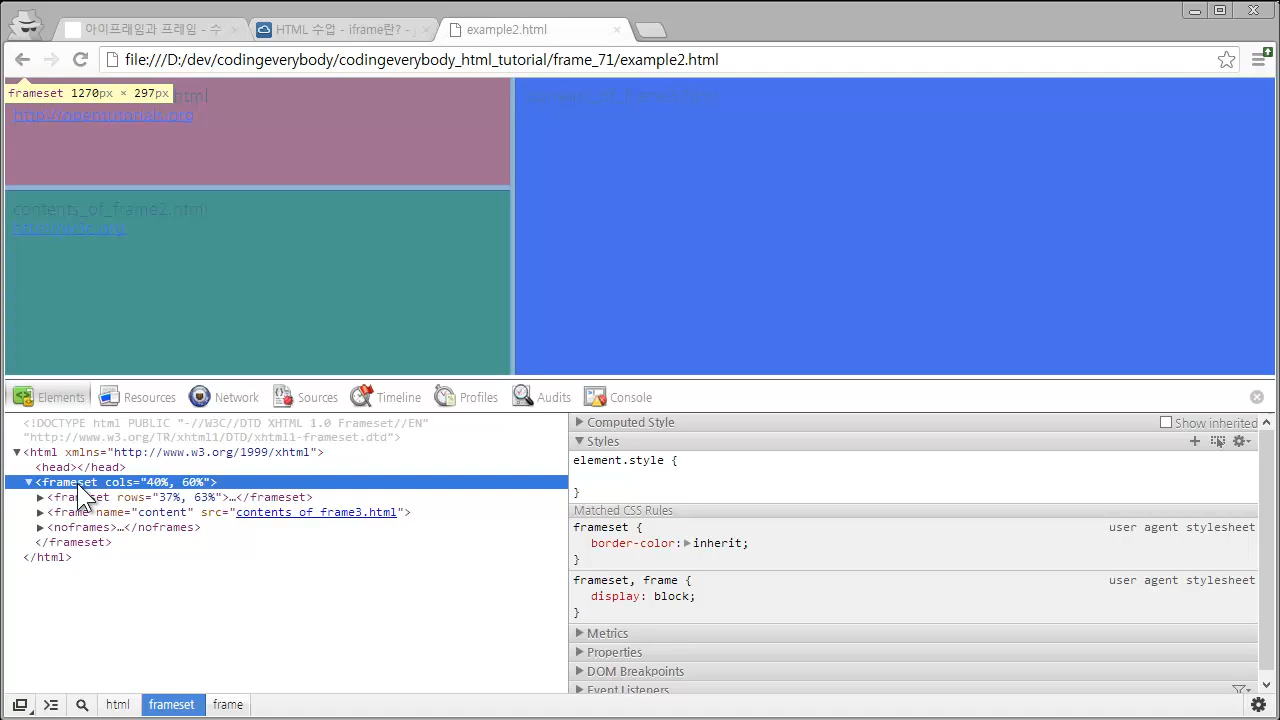 아이프레임과 프레임 - 수
HTML 수업 - iframe란? -
example2.html
file:///D:/dev/codingeverybody/codingeverybody_html_tutorial/frame_71/example2.html
frameset 1270px × 297px
html
contents_of_frame3.html
http://opentutorials.org
contents_of_frame2.html
Elements
Resources
Network
Sources
Timeline
Profiles
Audits
Console
<!DOCTYPE html PUBLIC "-//W3C//DTD XHTML 1.0 Frameset//EN"
"http://www.w3.org/TR/xhtml1/DTD/xhtml1-frameset.dtd">
<html xmlns="http://www.w3.org/1999/xhtml">
<head></head>
<frameset cols="40%, 60%">
<frameset rows="37%, 63%">…</frameset>
<frame name="content" src="contents_of_frame3.html">
<noframes>…</noframes>
</frameset>
</html>
Computed Style
Show inherited
Styles
element.style {
}
Matched CSS Rules
frameset {
user agent stylesheet
border-color: inherit;
}
frameset, frame {
user agent stylesheet
display: block;
}
Metrics
Properties
DOM Breakpoints
Event Listeners
html
frameset
frame